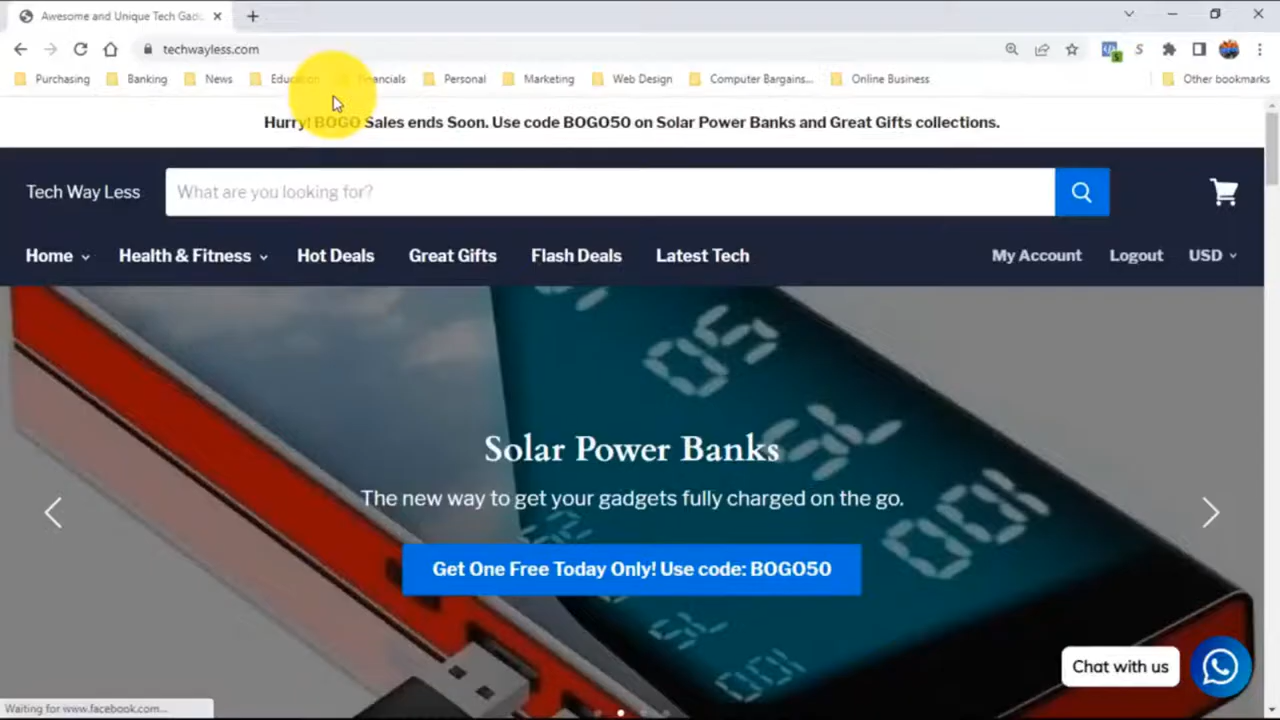 Awesome and Unique Tech Gadg
techwayless.com
Purchasing Banking News Education Financials Personal Marketing Web Design Computer Bargains... Online Business Other bookmarks
Hurry! BOGO Sales ends Soon. Use code BOGO50 on Solar Power Banks and Great Gifts collections.
Tech Way Less What are you looking for?
Home Health & Fitness Hot Deals Great Gifts Flash Deals Latest Tech My Account Logout USD
Solar Power Banks
The new way to get your gadgets fully charged on the go.
Get One Free Today Only! Use code: BOGO50
Chat with us
Waiting for www.facebook.com...